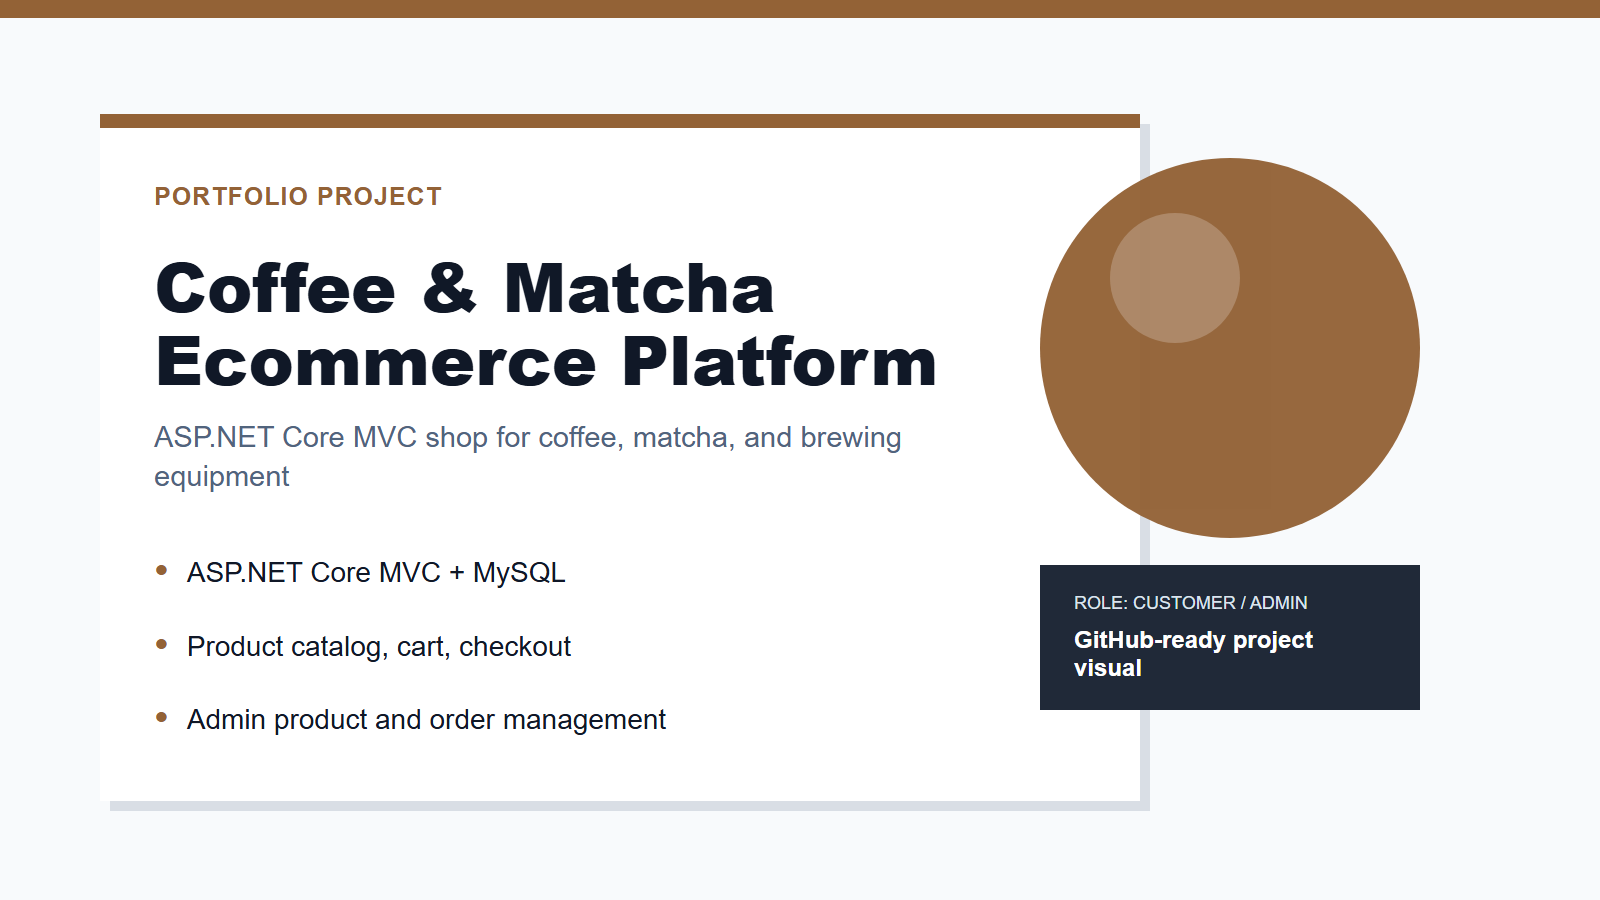 PORTFOLIO PROJECT
Coffee & Matcha
Ecommerce Platform
ASP.NET Core MVC shop for coffee, matcha, and brewing
equipment
• ASP.NET Core MVC + MySQL
• Product catalog, cart, checkout
• Admin product and order management
ROLE: CUSTOMER / ADMIN
GitHub-ready project
visual